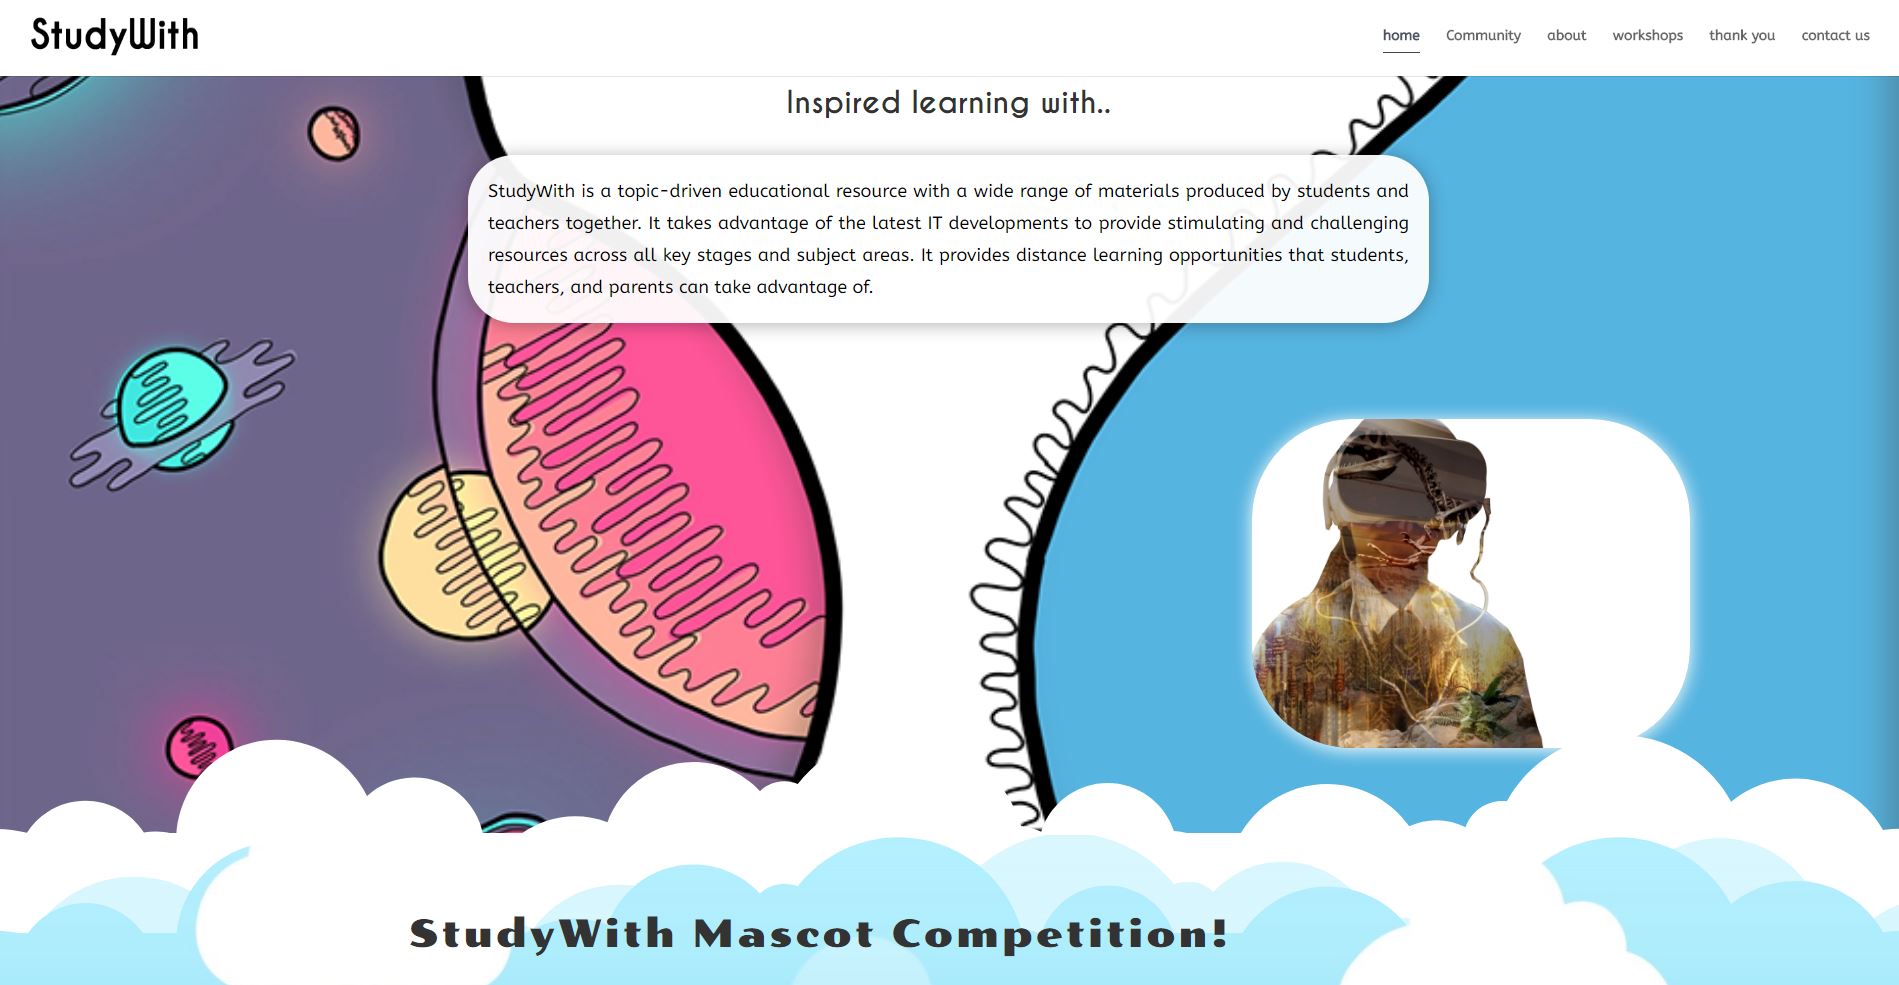 StudyWith
home Community about workshops thank you contact us
Inspired learning with..
StudyWith is a topic-driven educational resource with a wide range of materials produced by students and
teachers together. It takes advantage of the latest IT developments to provide stimulating and challenging
resources across all key stages and subject areas. It provides distance learning opportunities that students,
teachers, and parents can take advantage of.
StudyWith Mascot Competition!